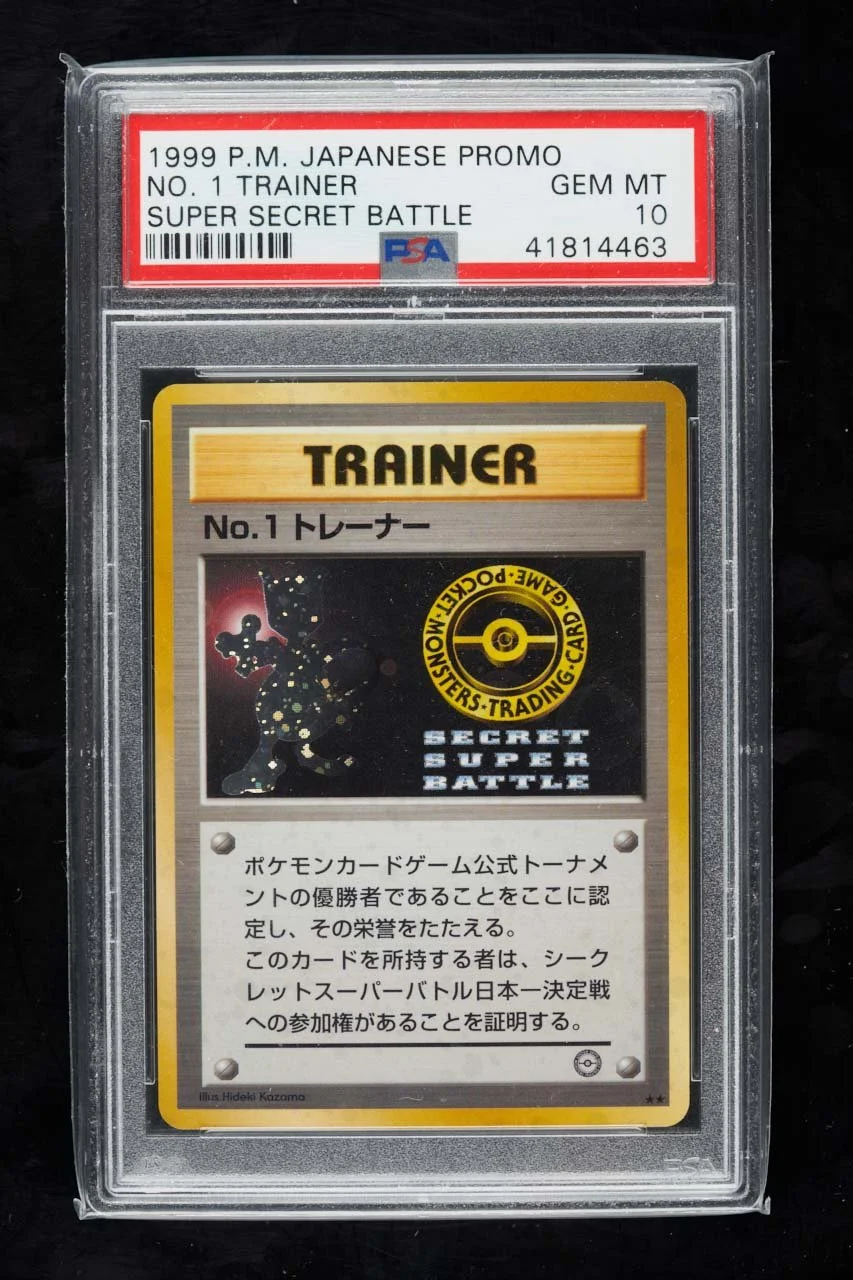 1999 P.M. JAPANESE PROMO
NO. 1 TRAINER GEM MT
SUPER SECRET BATTLE 10
PSA 41814463
TRAINER
No.1 トレーナー
POCKET・MONSTERS・TRADING・CARD・GAME・
SECRET
SUPER
BATTLE
ポケモンカードゲーム公式トーナメ
ントの優勝者であることをここに認
定し、その栄誉をたたえる。
このカードを所持する者は、シーク
レットスーパーバトル日本一決定戦
への参加権があることを証明する。
Illus. Hideki Kazama ★★
PSA